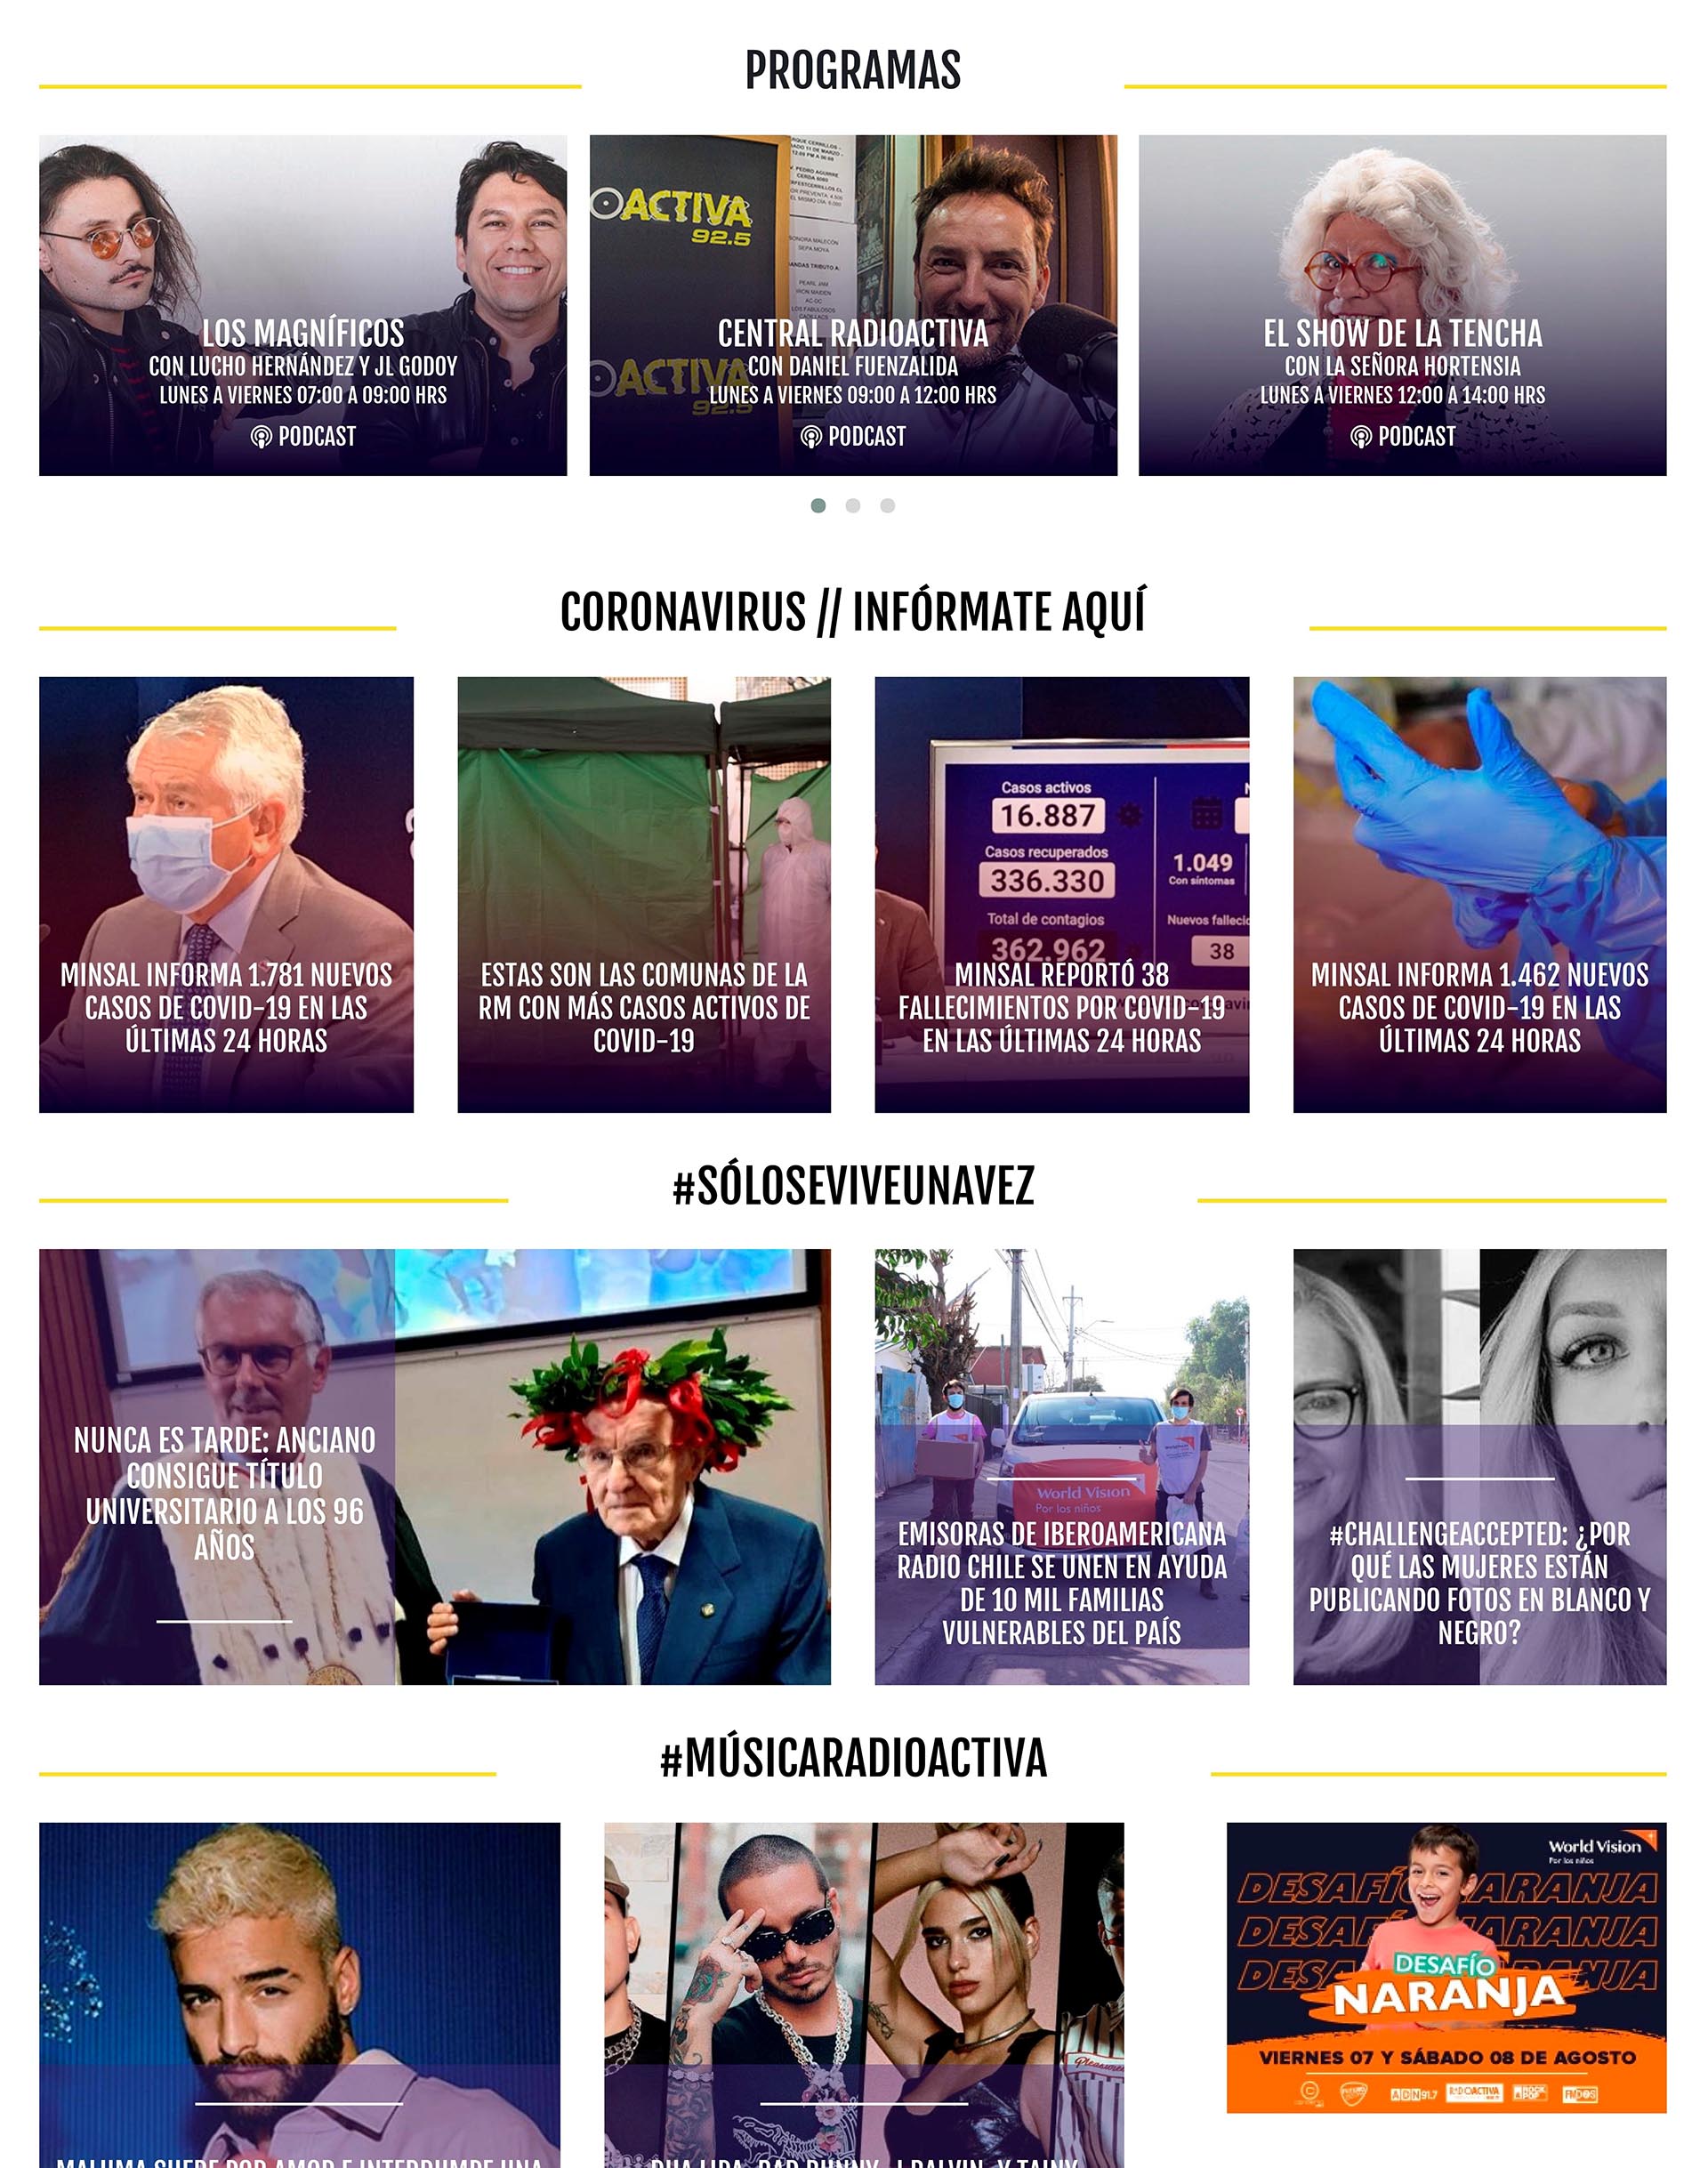 PROGRAMAS
OACTIVA
92.5
OACTIVA
92.5
LOS MAGNÍFICOS
CON LUCHO HERNÁNDEZ Y JL GODOY
LUNES A VIERNES 07:00 A 09:00 HRS
PODCAST
CENTRAL RADIOACTIVA
CON DANIEL FUENZALIDA
LUNES A VIERNES 09:00 A 12:00 HRS
PODCAST
EL SHOW DE LA TENCHA
CON LA SEÑORA HORTENSIA
LUNES A VIERNES 12:00 A 14:00 HRS
PODCAST
CORONAVIRUS // INFÓRMATE AQUÍ
MINSAL INFORMA 1.781 NUEVOS
CASOS DE COVID-19 EN LAS
ÚLTIMAS 24 HORAS
ESTAS SON LAS COMUNAS DE LA
RM CON MÁS CASOS ACTIVOS DE
COVID-19
Casos activos
16.887
Casos recuperados
336.330
1.049
Con síntomas
Total de contagios
362.962
Nuevos
38
MINSAL REPORTÓ 38
FALLECIMIENTOS POR COVID-19
EN LAS ÚLTIMAS 24 HORAS
MINSAL INFORMA 1.462 NUEVOS
CASOS DE COVID-19 EN LAS
ÚLTIMAS 24 HORAS
#SÓLOSEVIVEUNAVEZ
NUNCA ES TARDE: ANCIANO
CONSIGUE TÍTULO
UNIVERSITARIO A LOS 96
AÑOS
World Vision
Por los niños
EMISORAS DE IBEROAMERICANA
RADIO CHILE SE UNEN EN AYUDA
DE 10 MIL FAMILIAS
VULNERABLES DEL PAÍS
#CHALLENGEACCEPTED: ¿POR
QUÉ LAS MUJERES ESTÁN
PUBLICANDO FOTOS EN BLANCO Y
NEGRO?
#MÚSICARADIOACTIVA
MALUMA SUFRE POR AMOR E INTERRUMPE UNA
DUA LIPA, BAD BUNNY, J BALVIN, Y TAINY
World Vision
Por los niños
DESAFÍO NARANJA
DESAFÍO NARANJA
DESAFÍO NARANJA
DESAFÍO
NARANJA
VIERNES 07 Y SÁBADO 08 DE AGOSTO
ADN 91.7
RADIOACTIVA
ROCK & POP
FMDOS